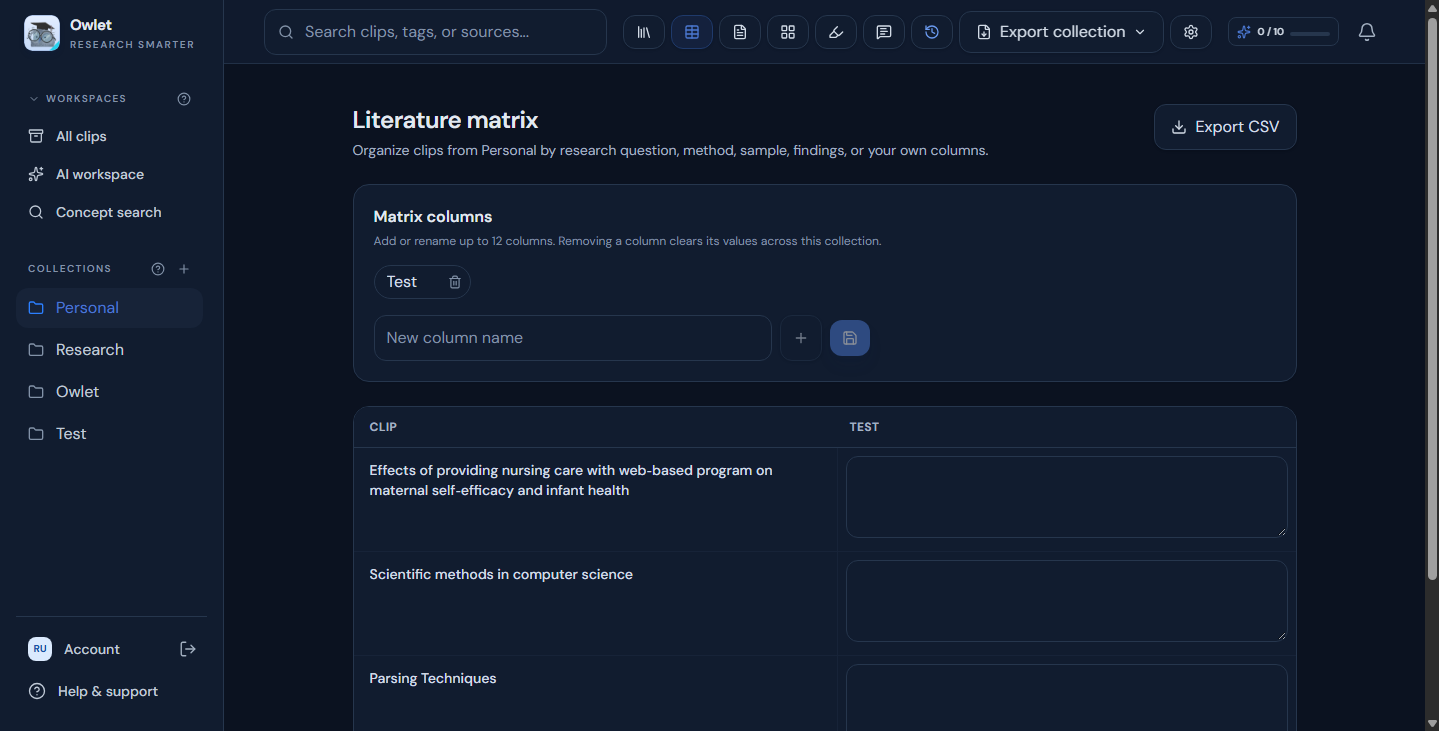 Owlet
RESEARCH SMARTER
Search clips, tags, or sources...
Export collection
0 / 10
WORKSPACES
All clips
AI workspace
Concept search
COLLECTIONS
Personal
Research
Owlet
Test
RU
Account
Help & support
Literature matrix
Organize clips from Personal by research question, method, sample, findings, or your own columns.
Export CSV
Matrix columns
Add or rename up to 12 columns. Removing a column clears its values across this collection.
Test
New column name
CLIP
TEST
Effects of providing nursing care with web-based program on
maternal self-efficacy and infant health
Scientific methods in computer science
Parsing Techniques